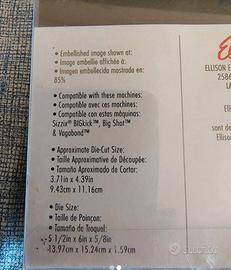 • Embellished image shown at:
• Image embellie affichée à:
• Imagen embellecida mostrada en:
85%
• Compatible with these machines:
• Compatible avec ces machines:
• Compatible con estas máquinas:
Sizzix® BIGkick™, Big Shot™
& Vagabond™
• Approximate Die-Cut Size:
• Taille Approximative de Découpée:
• Tamaño Aproximado de Cortar:
3.71in x 4.39in
9.43cm x 11.16cm
• Die Size:
• Taille de Poinçon:
• Tamaño de Troquel:
5 1/2in x 6in x 5/8in
13.97cm x 15.24cm x 1.59cm
ELLISON
sont de
Elliso
SUBITO